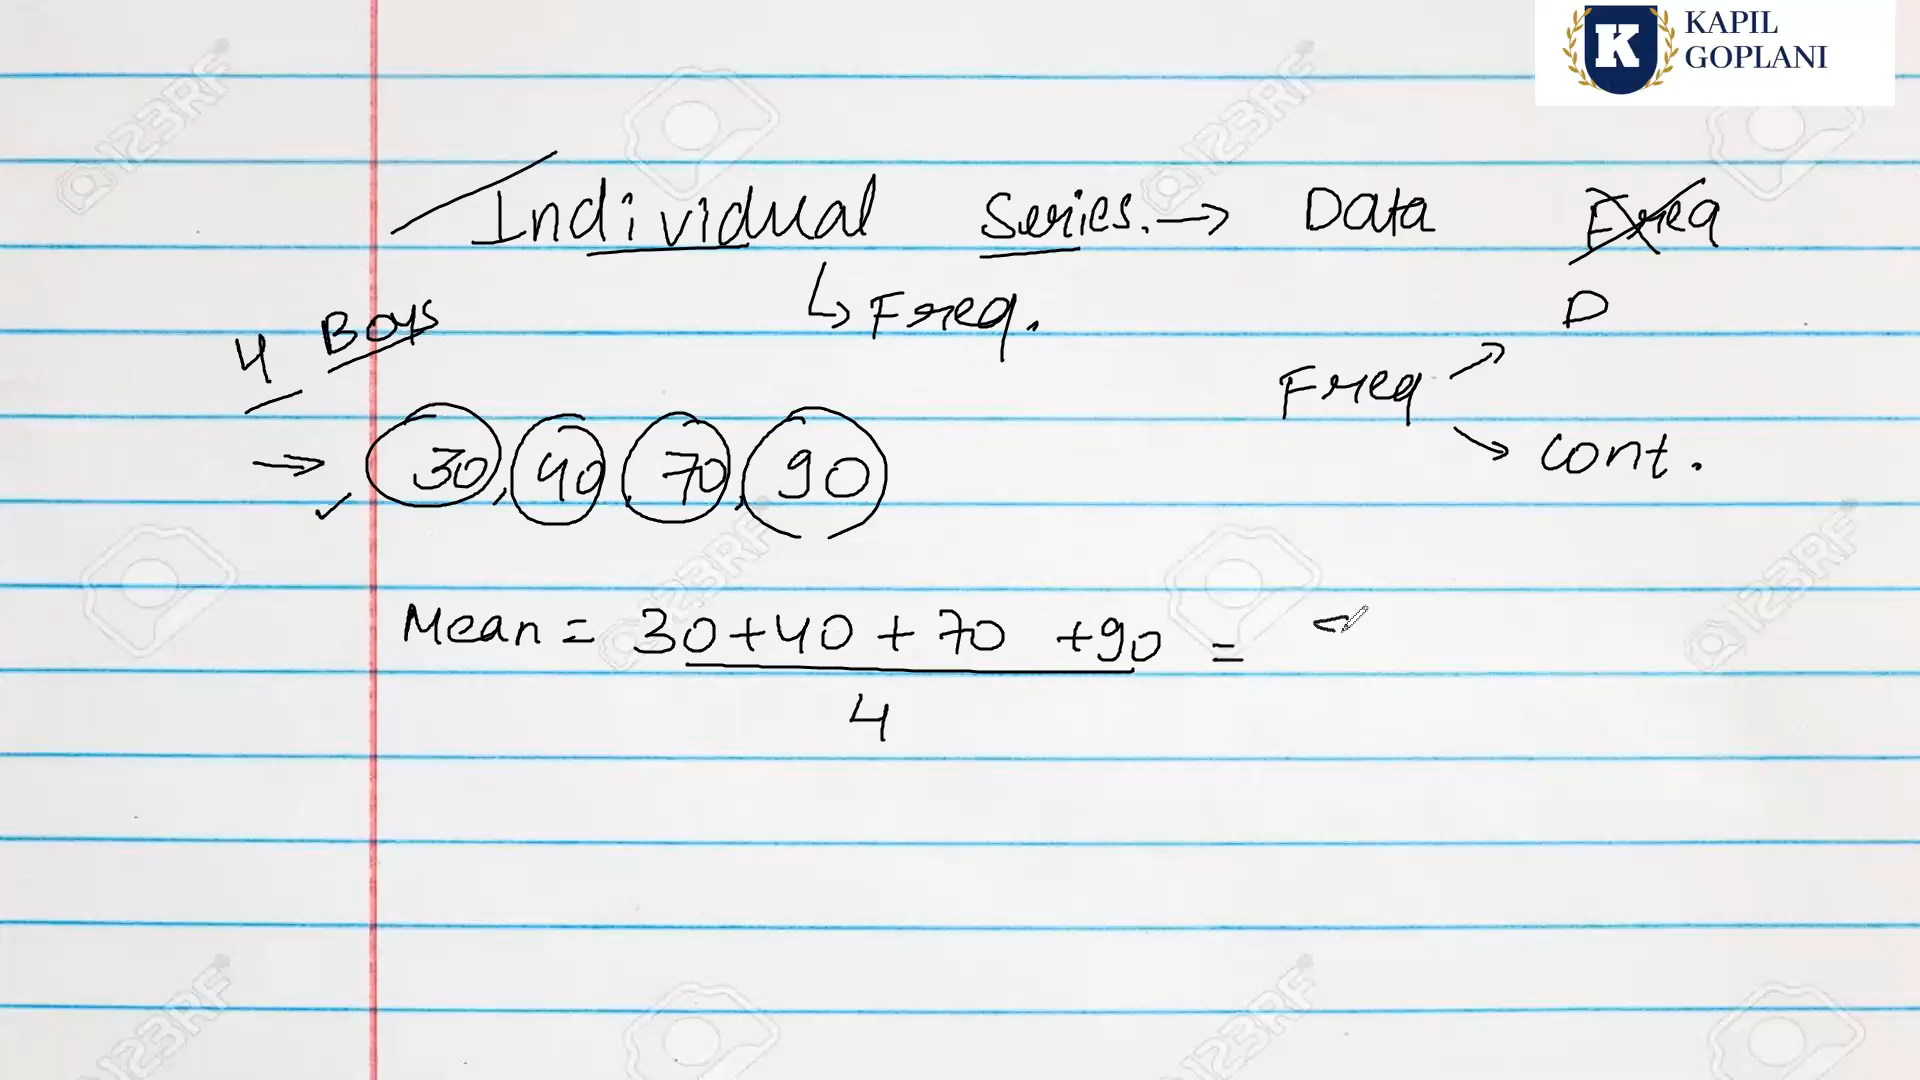 KAPIL
GOPLANI
K
Individual Series. → Data Freq
↳ Freq. D
4 Boys
Freq
→ 30, 40, 70, 90 cont.
Mean = 30+40+70 +90 =
4
123RF